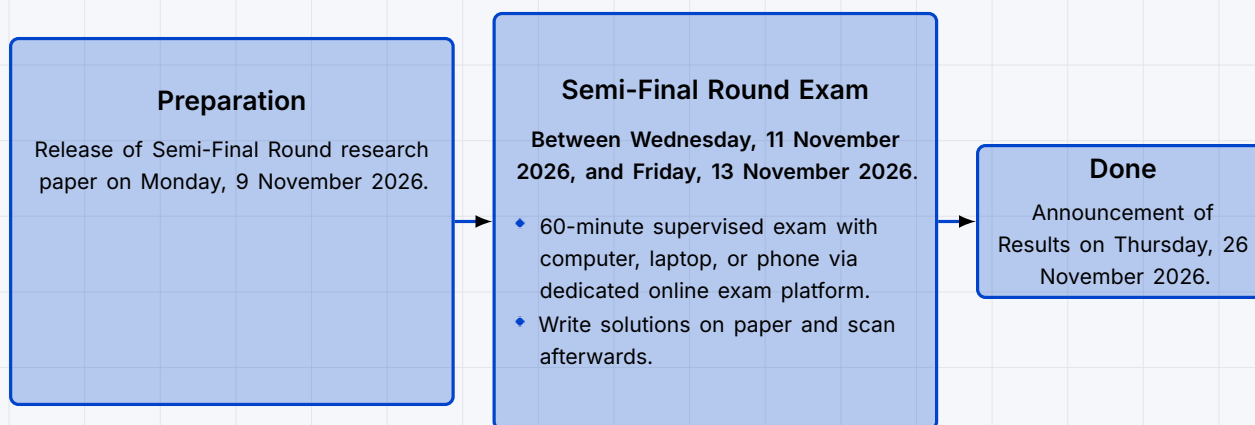 Preparation
Release of Semi-Final Round research
paper on Monday, 9 November 2026.
Semi-Final Round Exam
Between Wednesday, 11 November
2026, and Friday, 13 November 2026.
60-minute supervised exam with
computer, laptop, or phone via
dedicated online exam platform.
Write solutions on paper and scan
afterwards.
Done
Announcement of
Results on Thursday, 26
November 2026.